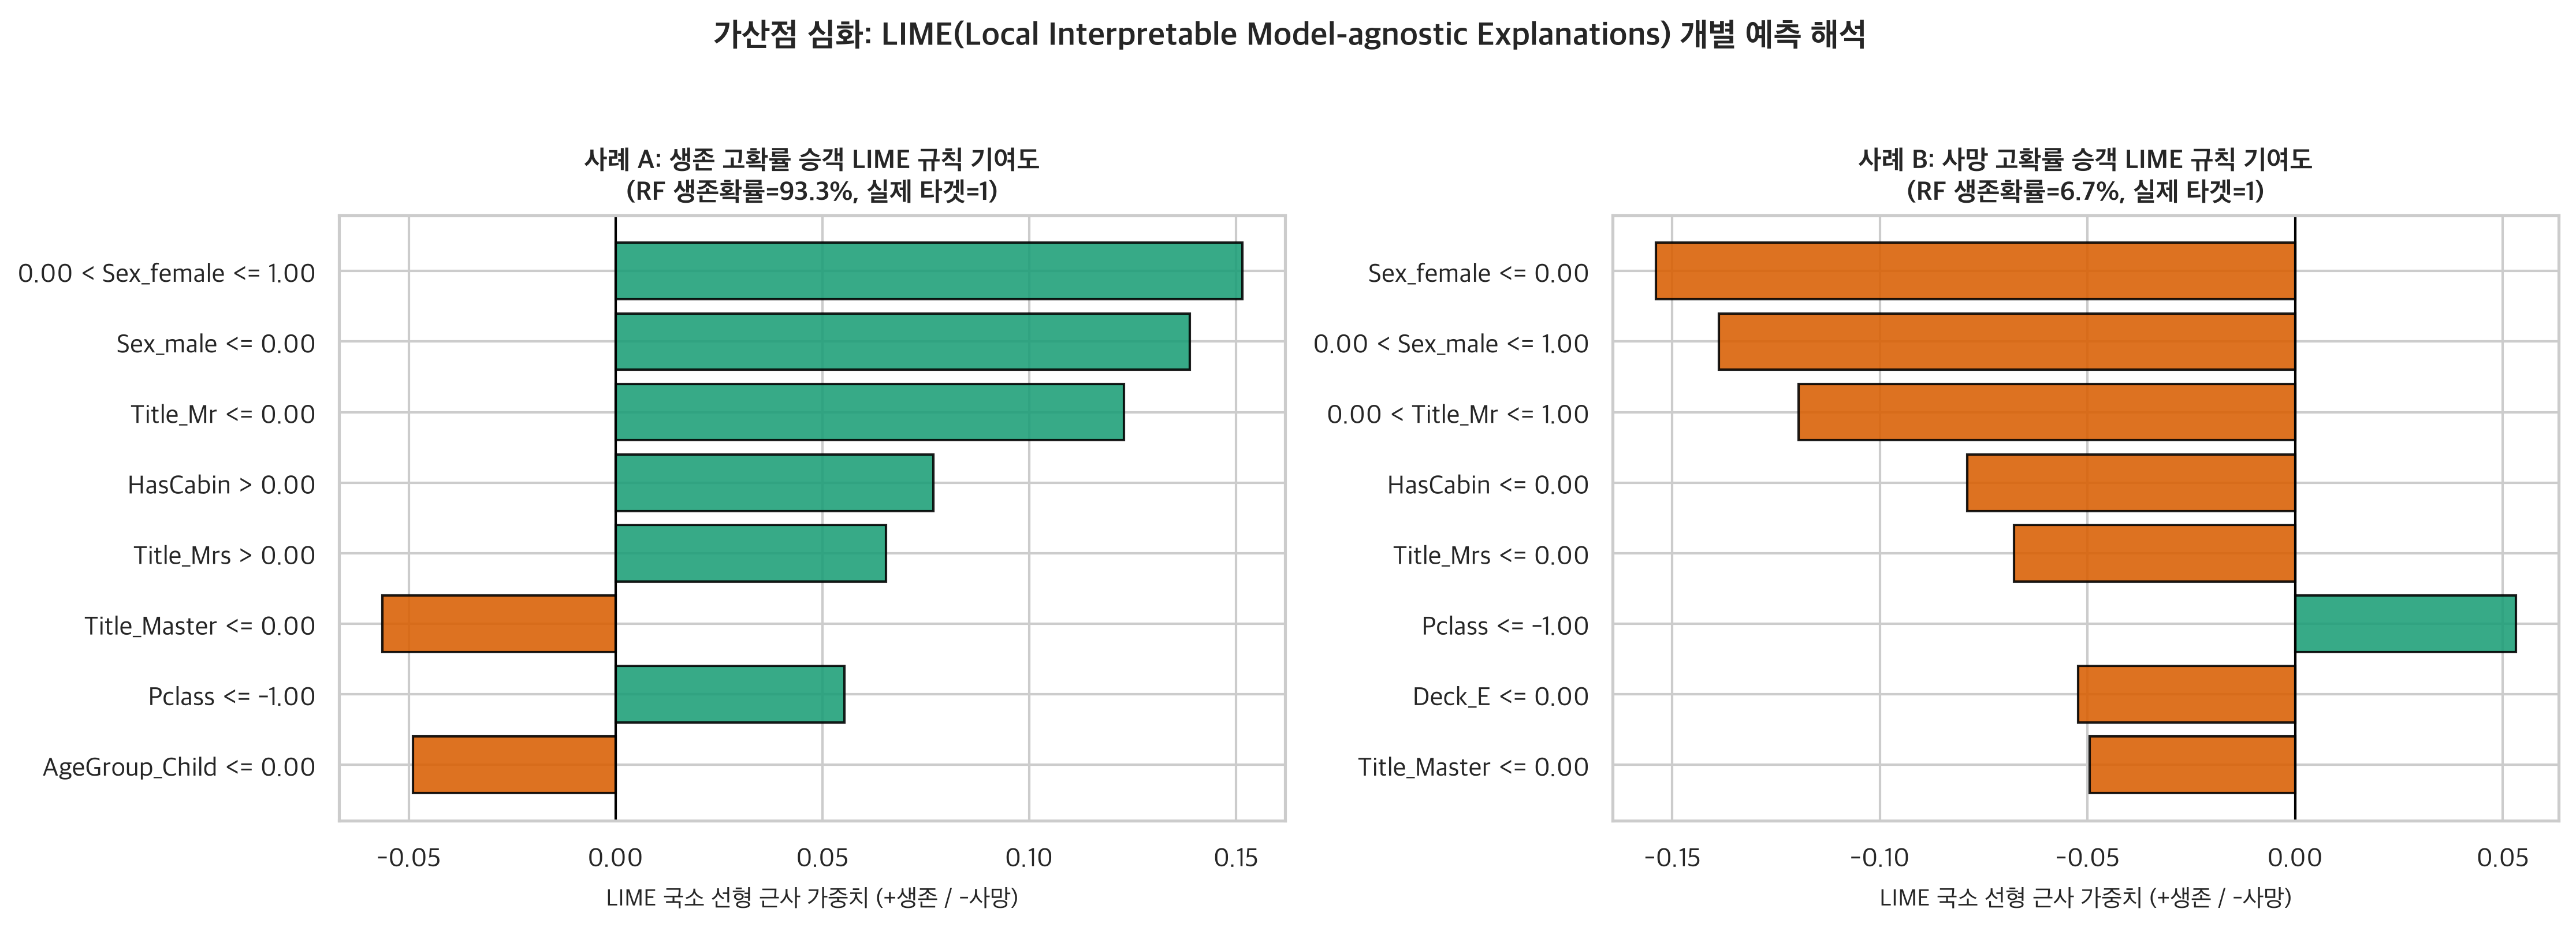 가산점 심화: LIME(Local Interpretable Model-agnostic Explanations) 개별 예측 해석
사례 A: 생존 고확률 승객 LIME 규칙 기여도
(RF 생존확률=93.3%, 실제 타겟=1)
0.00 < Sex_female <= 1.00
Sex_male <= 0.00
Title_Mr <= 0.00
HasCabin > 0.00
Title_Mrs > 0.00
Title_Master <= 0.00
Pclass <= -1.00
AgeGroup_Child <= 0.00
-0.05 0.00 0.05 0.10 0.15
LIME 국소 선형 근사 가중치 (+생존 / -사망)
사례 B: 사망 고확률 승객 LIME 규칙 기여도
(RF 생존확률=6.7%, 실제 타겟=1)
Sex_female <= 0.00
0.00 < Sex_male <= 1.00
0.00 < Title_Mr <= 1.00
HasCabin <= 0.00
Title_Mrs <= 0.00
Pclass <= -1.00
Deck_E <= 0.00
Title_Master <= 0.00
-0.15 -0.10 -0.05 0.00 0.05
LIME 국소 선형 근사 가중치 (+생존 / -사망)